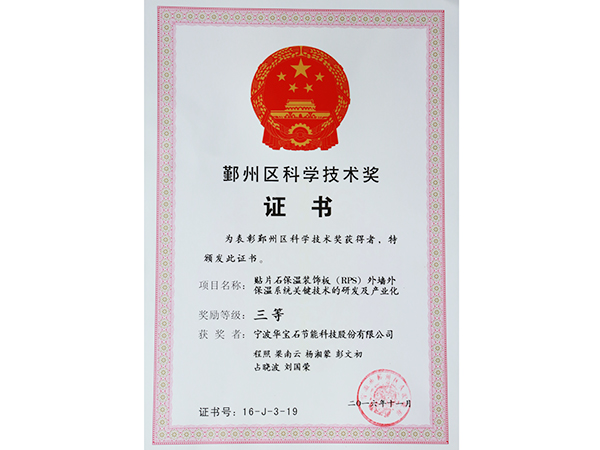 鄞州区科学技术奖
证书
为表彰鄞州区科学技术奖获得者，特
颁发此证书。
项目名称：贴片石保温装饰板（RPS）外墙外
保温系统关键技术的研发及产业化
奖励等级：三等
获奖者：宁波华宝石节能科技股份有限公司
程照 梁南云 杨湘蒙 彭文初
占晓波 刘国荣
二〇一六年十一月
证书号：16-J-3-19